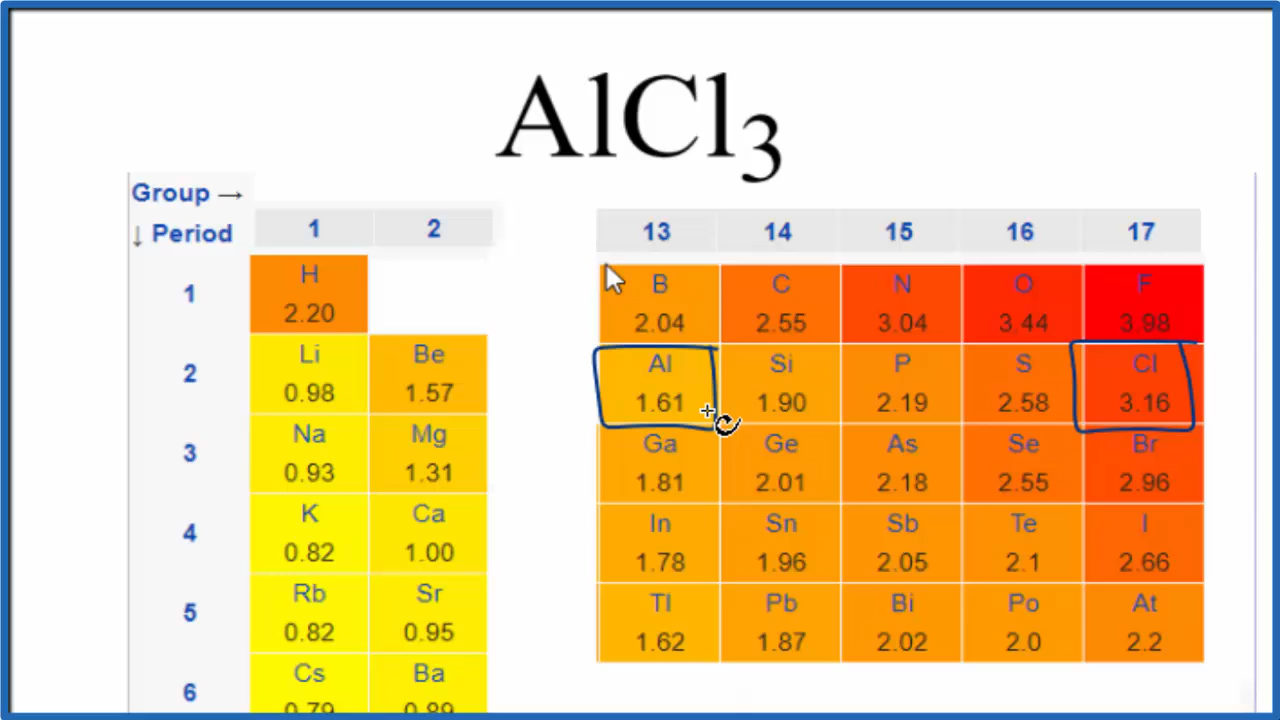 AlCl₃
Group →
↓ Period 1 2 13 14 15 16 17
1 H B C N O F
2.20 2.04 2.55 3.04 3.44 3.98
2 Li Be Al Si P S Cl
0.98 1.57 1.61 1.90 2.19 2.58 3.16
3 Na Mg Ga Ge As Se Br
0.93 1.31 1.81 2.01 2.18 2.55 2.96
4 K Ca In Sn Sb Te I
0.82 1.00 1.78 1.96 2.05 2.1 2.66
5 Rb Sr Tl Pb Bi Po At
0.82 0.95 1.62 1.87 2.02 2.0 2.2
6 Cs Ba
0.79 0.89